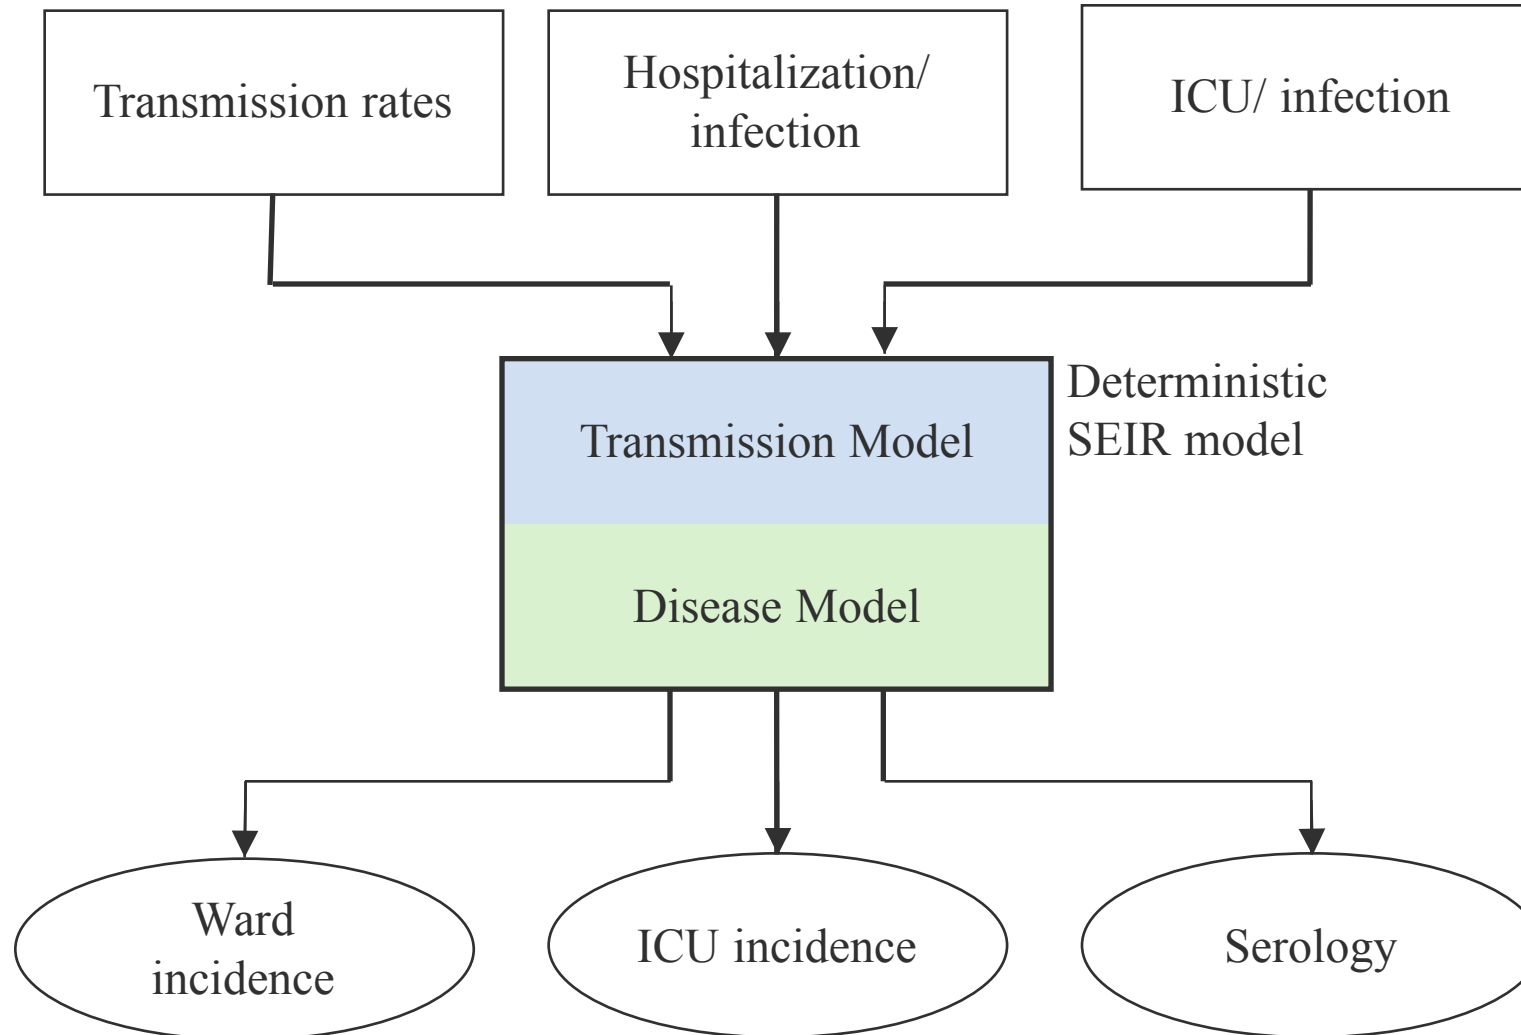 Transmission rates
Hospitalization/
infection
ICU/ infection
Transmission Model
Deterministic
SEIR model
Disease Model
Ward
incidence
ICU incidence
Serology